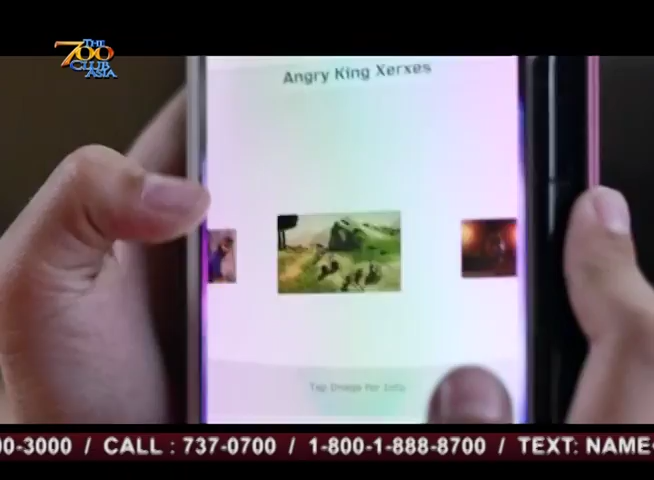 THE
700
CLUB
ASIA
Angry King Xerxes
Tap Image for Info
00-3000 / CALL : 737-0700 / 1-800-1-888-8700 / TEXT: NAME